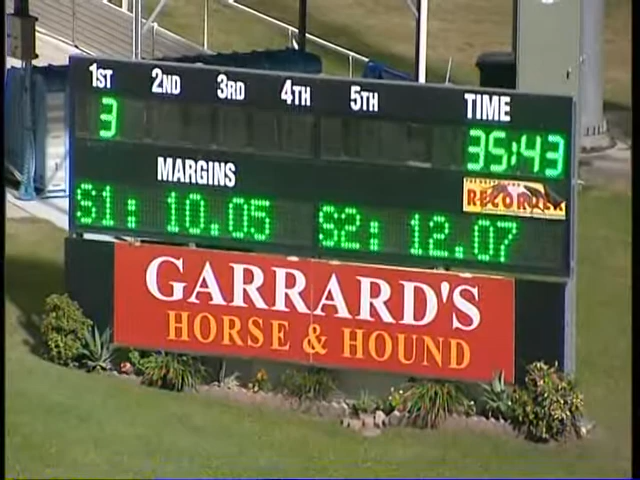 1ST 2ND 3RD 4TH 5TH TIME
3 35:43
MARGINS
RECORDER
S1: 10.05 S2: 12.07
GARRARD'S
HORSE & HOUND